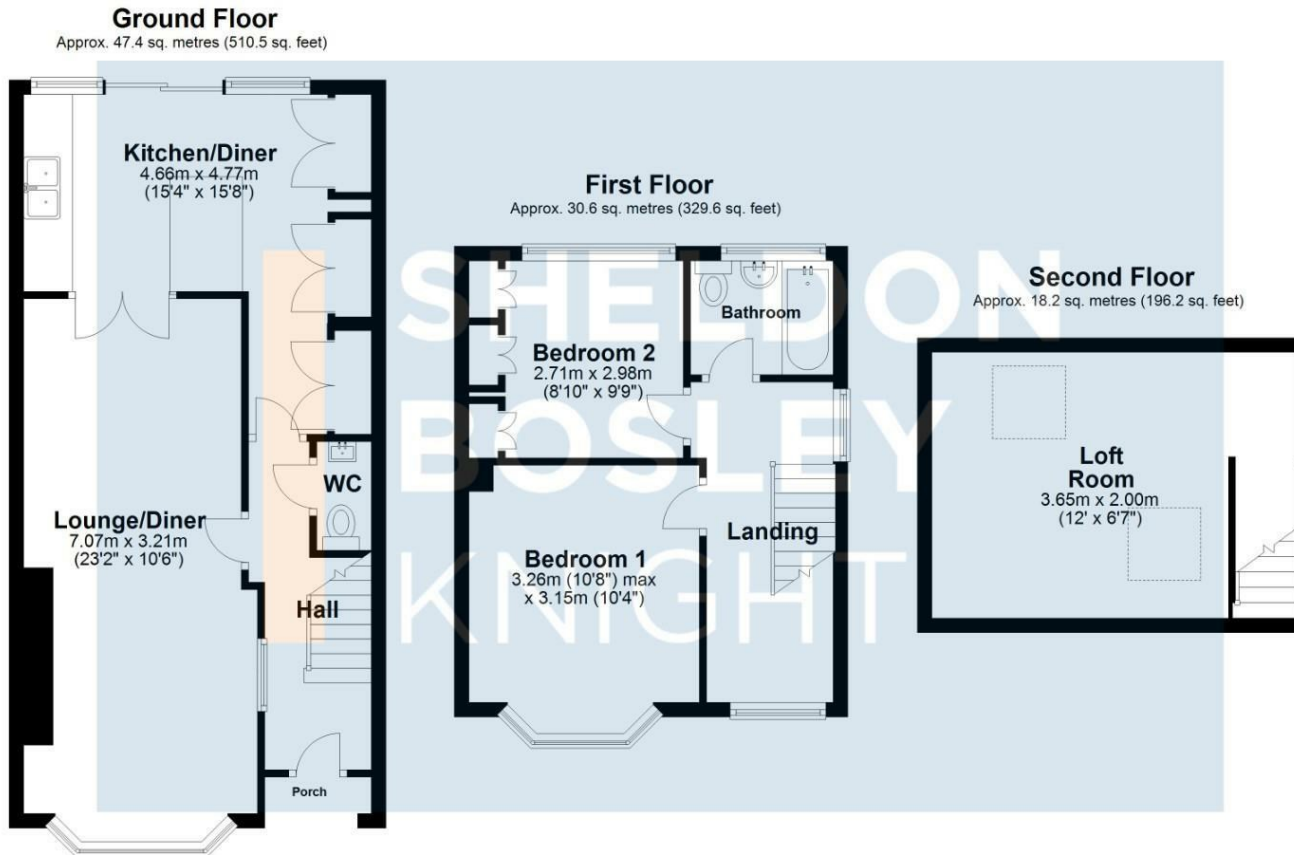 Ground Floor
Approx. 47.4 sq. metres (510.5 sq. feet)
Kitchen/Diner
4.66m x 4.77m
(15'4" x 15'8")
WC
Lounge/Diner
7.07m x 3.21m
(23'2" x 10'6")
Hall
Porch
First Floor
Approx. 30.6 sq. metres (329.6 sq. feet)
Bathroom
Bedroom 2
2.71m x 2.98m
(8'10" x 9'9")
Landing
Bedroom 1
3.26m (10'8") max
x 3.15m (10'4")
Second Floor
Approx. 18.2 sq. metres (196.2 sq. feet)
Loft
Room
3.65m x 2.00m
(12' x 6'7")
SHELDON
BOSLEY
KNIGHT